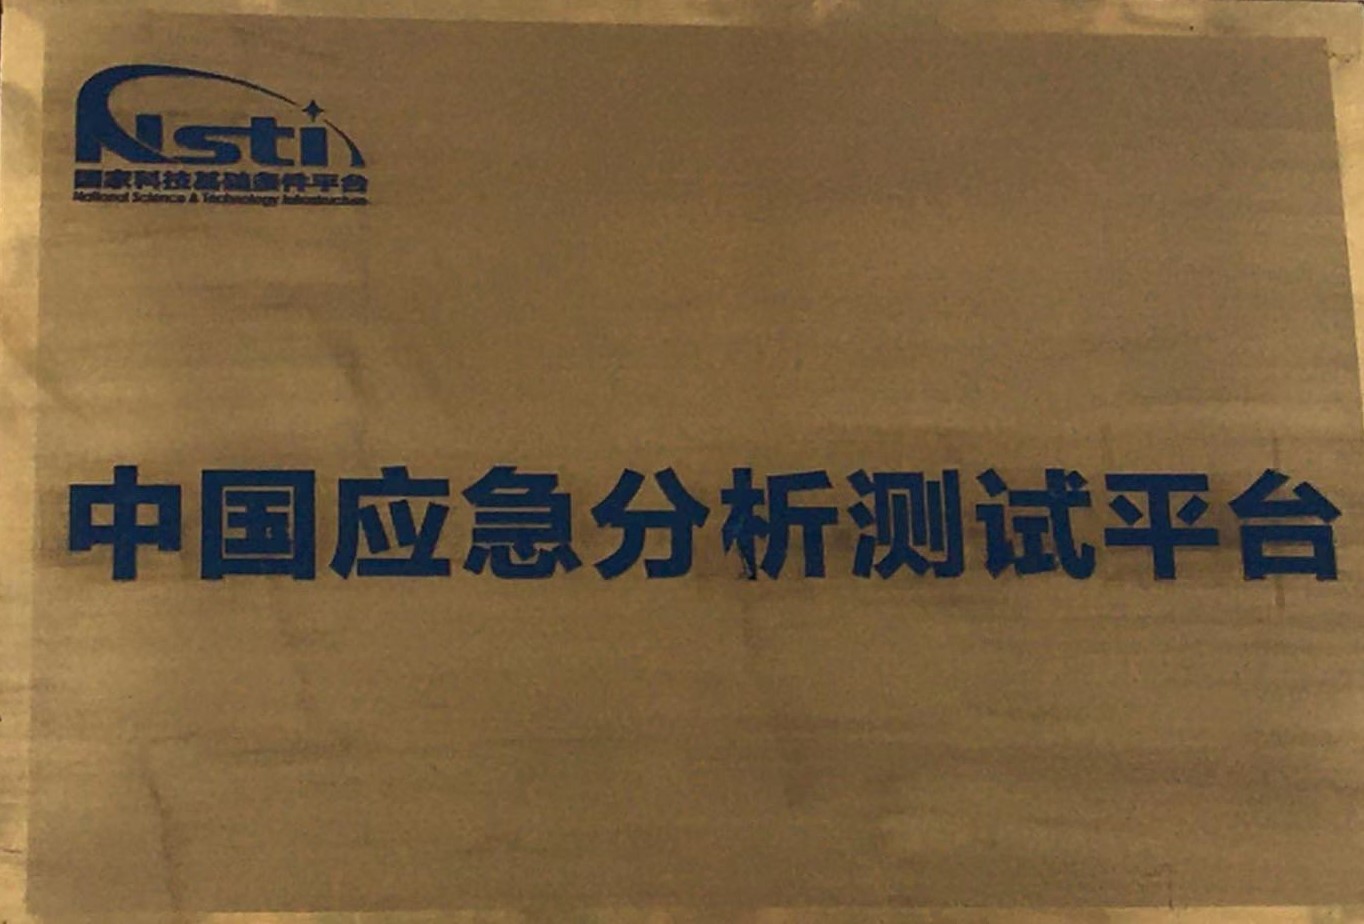 Nsti
国家科技基础条件平台
National Science & Technology Infrastructure
中国应急分析测试平台